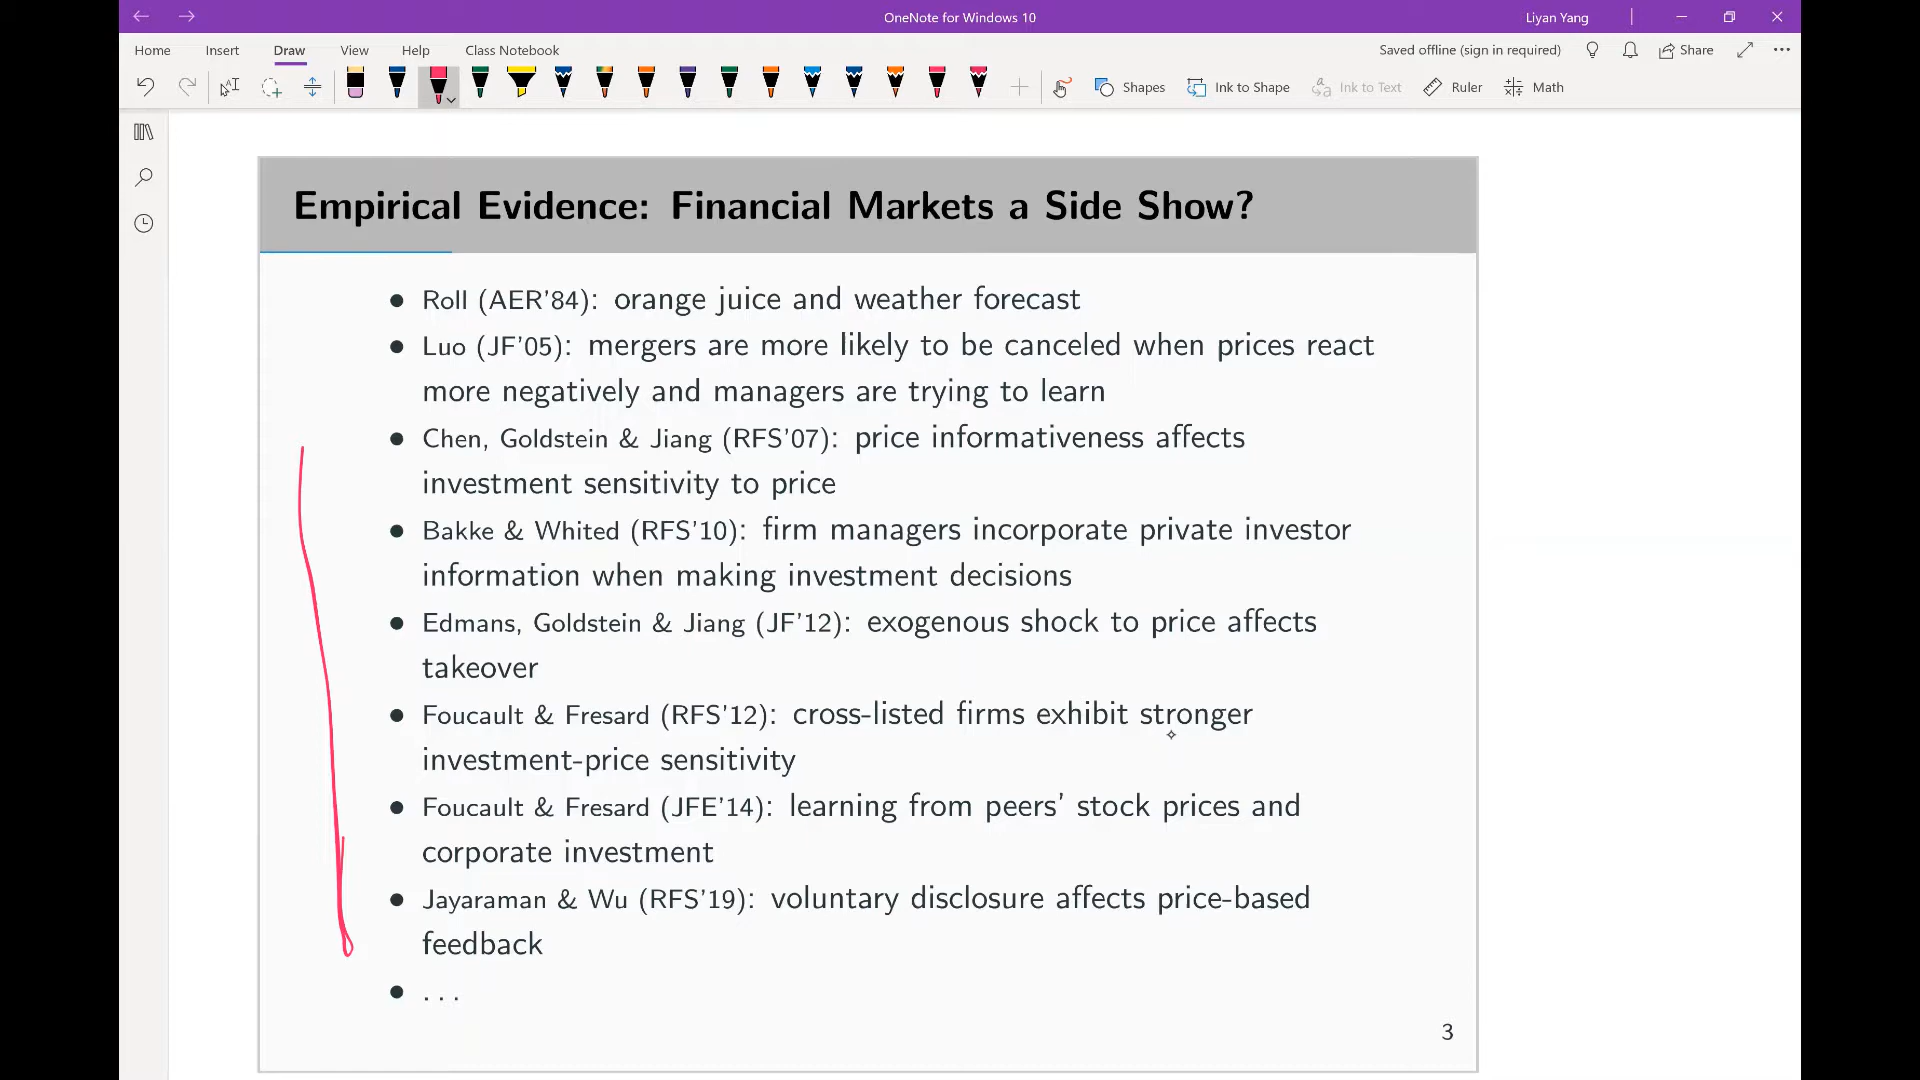 OneNote for Windows 10
Liyan Yang
Home Insert Draw View Help Class Notebook
Saved offline (sign in required)
Share
Shapes Ink to Shape Ink to Text Ruler Math
Empirical Evidence: Financial Markets a Side Show?
• Roll (AER'84): orange juice and weather forecast
• Luo (JF'05): mergers are more likely to be canceled when prices react
more negatively and managers are trying to learn
• Chen, Goldstein & Jiang (RFS'07): price informativeness affects
investment sensitivity to price
• Bakke & Whited (RFS'10): firm managers incorporate private investor
information when making investment decisions
• Edmans, Goldstein & Jiang (JF'12): exogenous shock to price affects
takeover
• Foucault & Fresard (RFS'12): cross-listed firms exhibit stronger
investment-price sensitivity
• Foucault & Fresard (JFE'14): learning from peers' stock prices and
corporate investment
• Jayaraman & Wu (RFS'19): voluntary disclosure affects price-based
feedback
• . . .
3